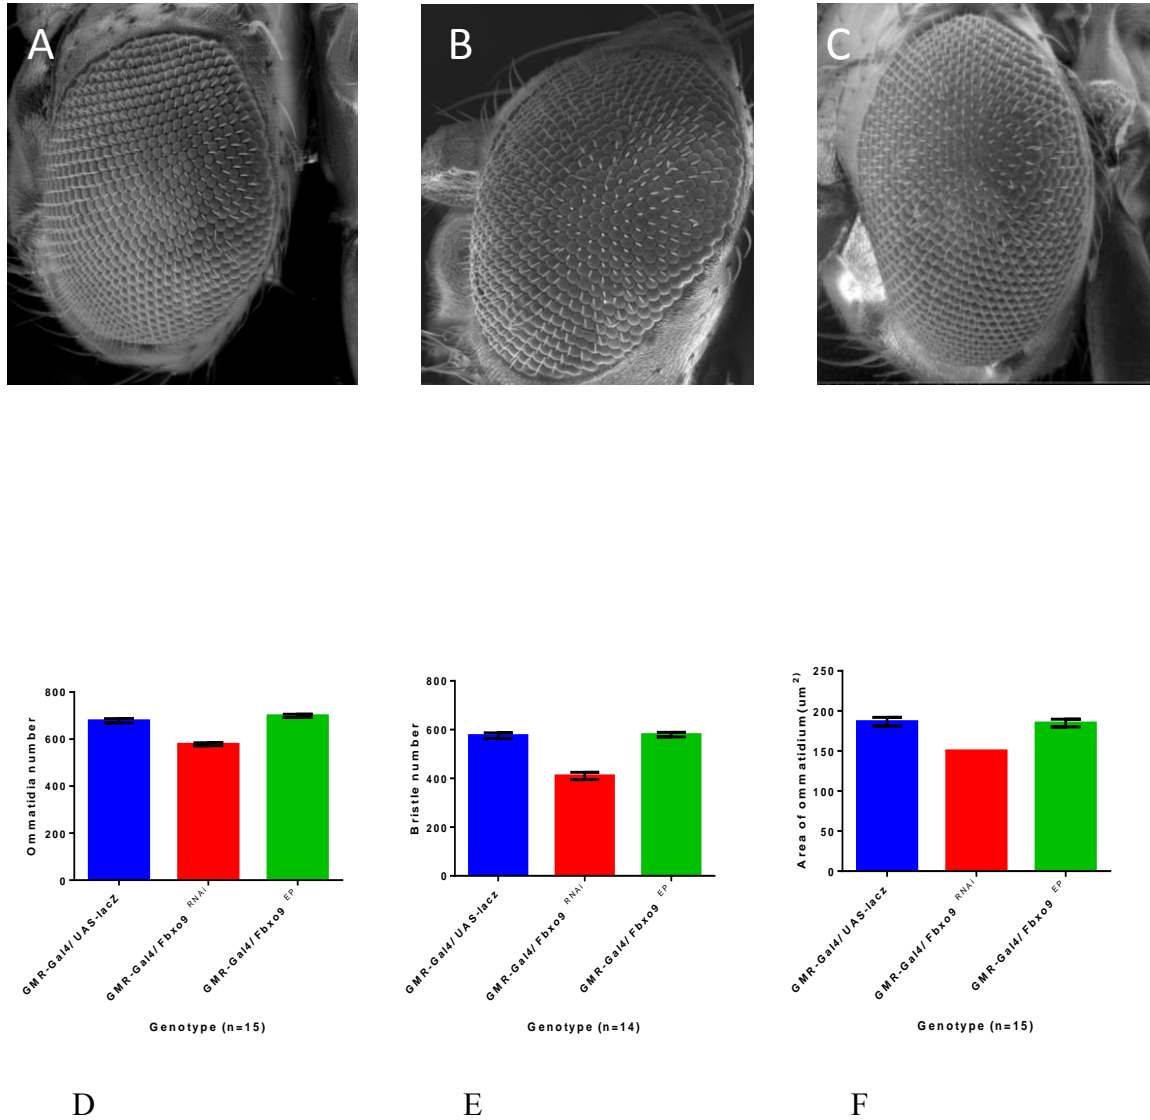 A
B
C
Ommatidia number
800
600
400
200
0
GMR-Gal4/ UAS-lacz
GMR-Gal4/ Fbxo9 RNAi
GMR-Gal4/ Fbxo9 EP
Genotype (n=15)
Bristle number
800
600
400
200
0
GMR-Gal4/ UAS-lacz
GMR-Gal4/ Fbxo9 RNAi
GMR-Gal4/ Fbxo9 EP
Genotype (n=14)
Area of ommatidium(um 2)
250
200
150
100
50
0
GMR-Gal4/ UAS-lacz
GMR-Gal4/ Fbxo9 RNAi
GMR-Gal4/ Fbxo9 EP
Genotype (n=15)
D
E
F